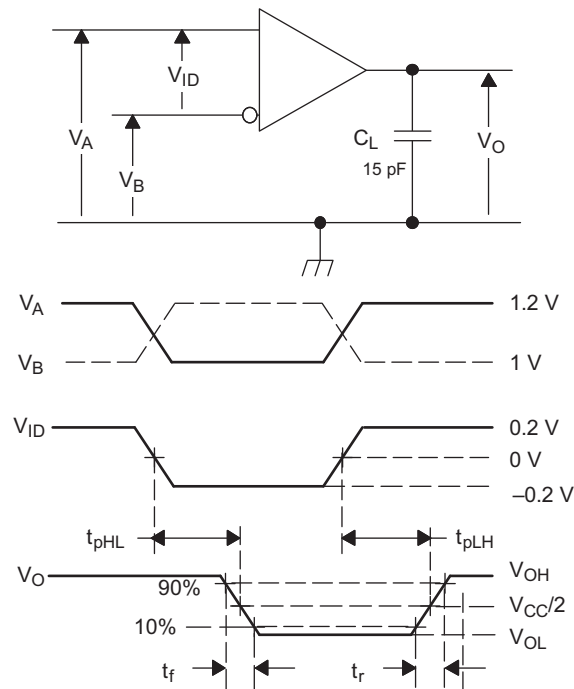 V_ID
V_A
V_B
C_L
15 pF
V_O
V_A
1.2 V
V_B
1 V
V_ID
0.2 V
0 V
–0.2 V
t_pHL
t_pLH
V_O
V_OH
90%
V_CC/2
10%
V_OL
t_f
t_r